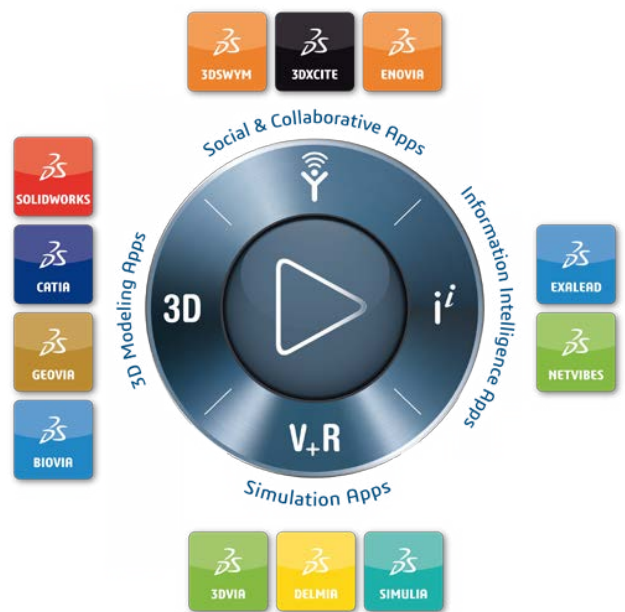 3DSWYM
3DXCITE
ENOVIA
Social & Collaborative Apps
SOLIDWORKS
CATIA
GEOVIA
BIOVIA
3D Modeling Apps
3D
i i
Information Intelligence Apps
EXALEAD
NETVIBES
V+R
Simulation Apps
3DVIA
DELMIA
SIMULIA